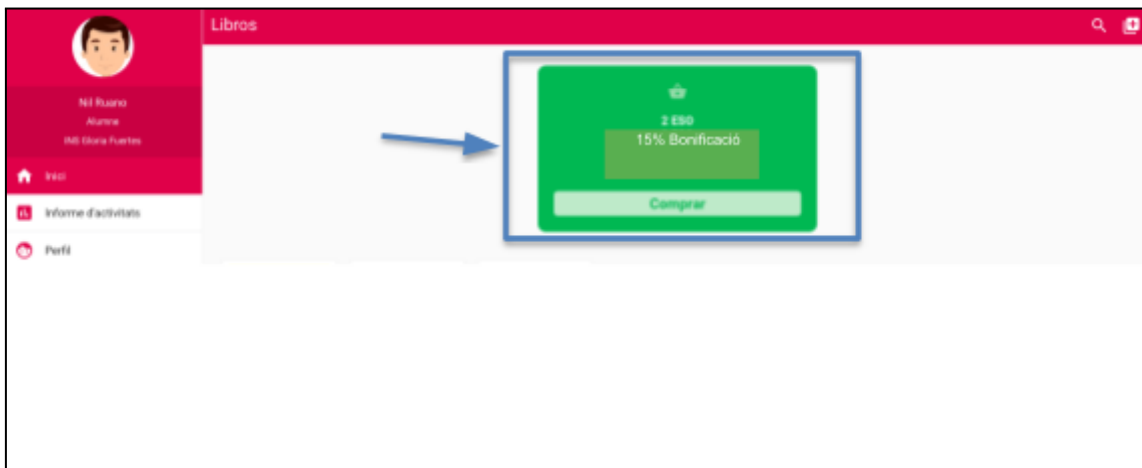 Libros
Nil Ruano
Alumne
INS Gloria Fuertes
Inici
Informe d'activitats
Perfil
2 ESO
15% Bonificació
Comprar